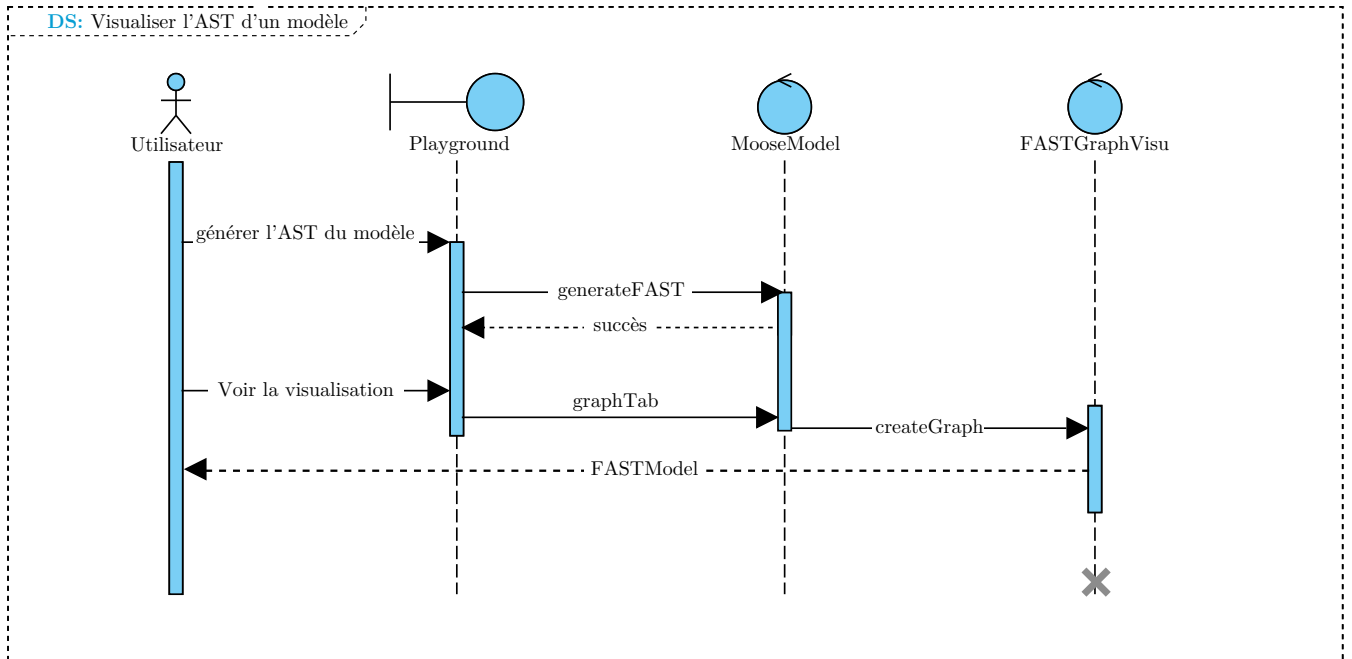 DS: Visualiser l'AST d'un modèle
Utilisateur
Playground
MooseModel
FASTGraphVisu
générer l'AST du modèle
generateFAST
succès
Voir la visualisation
graphTab
createGraph
FASTModel